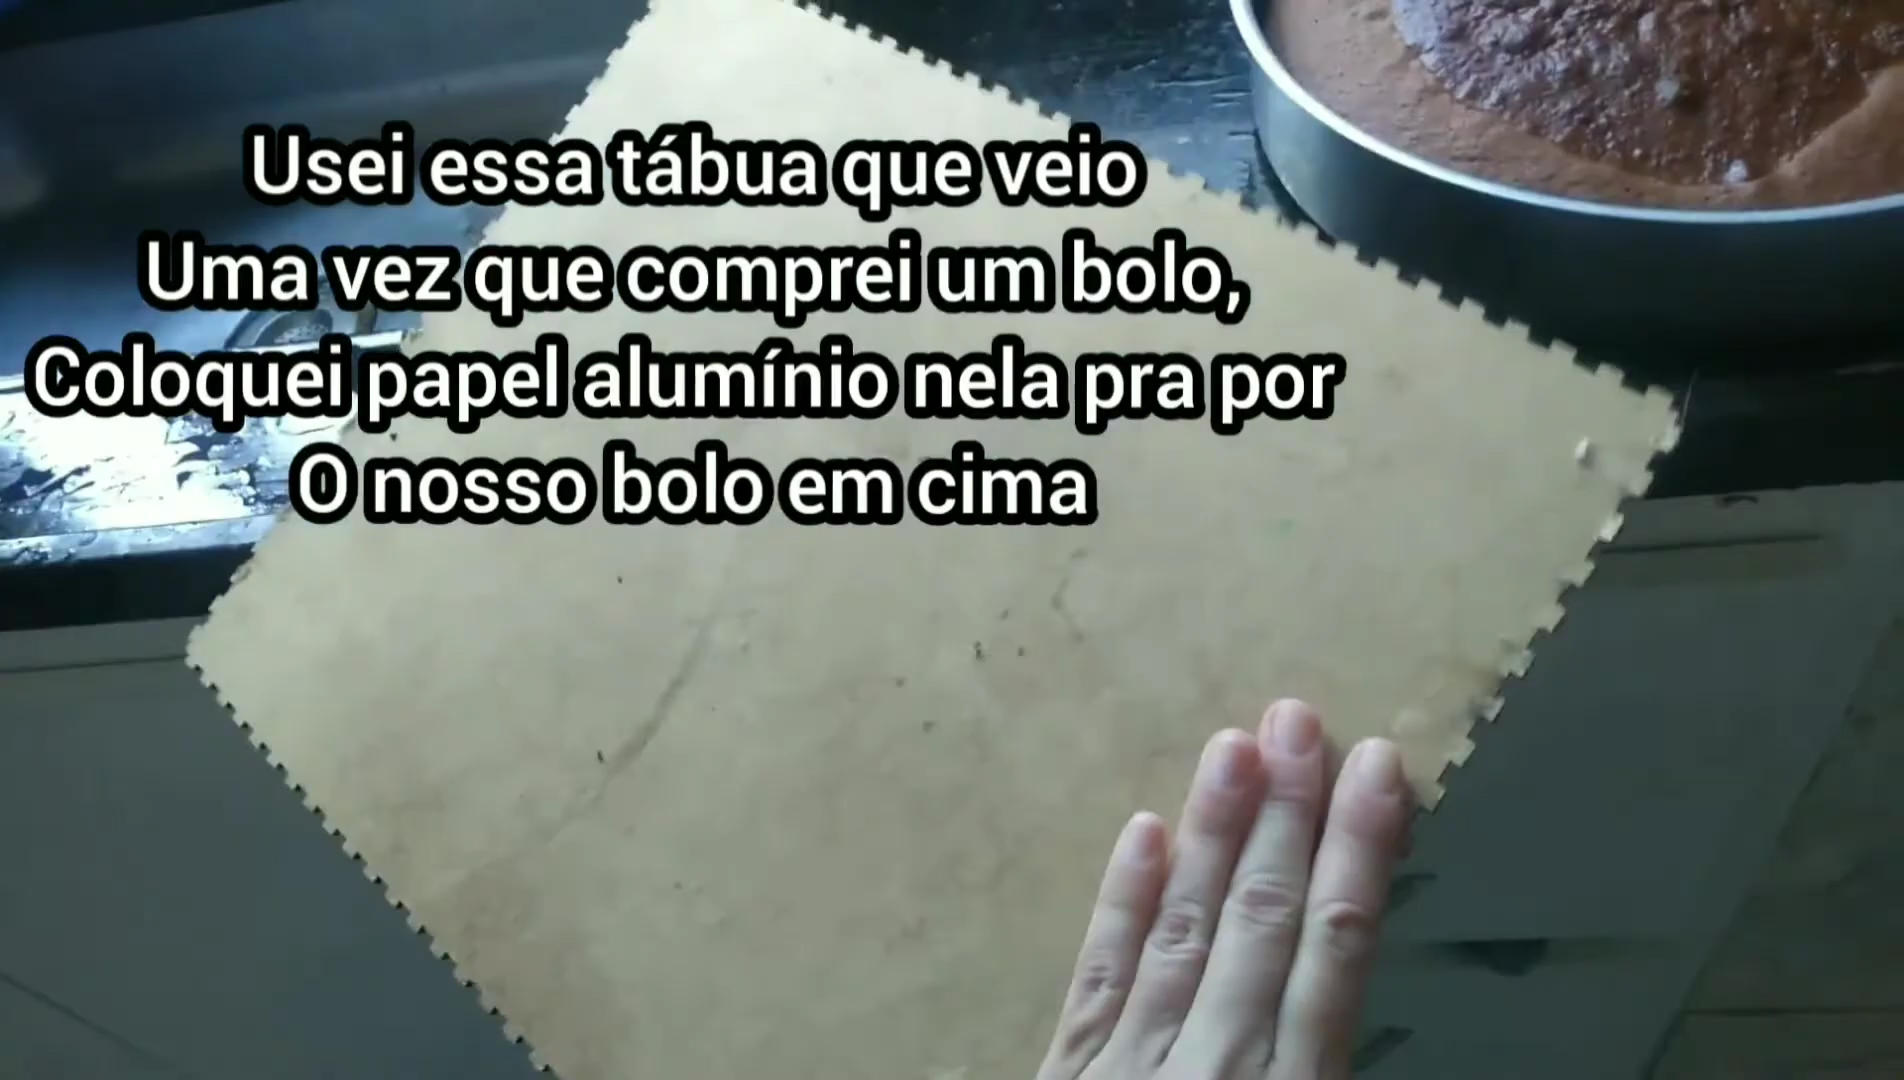 Usei essa tábua que veio
Uma vez que comprei um bolo,
Coloquei papel alumínio nela pra por
O nosso bolo em cima